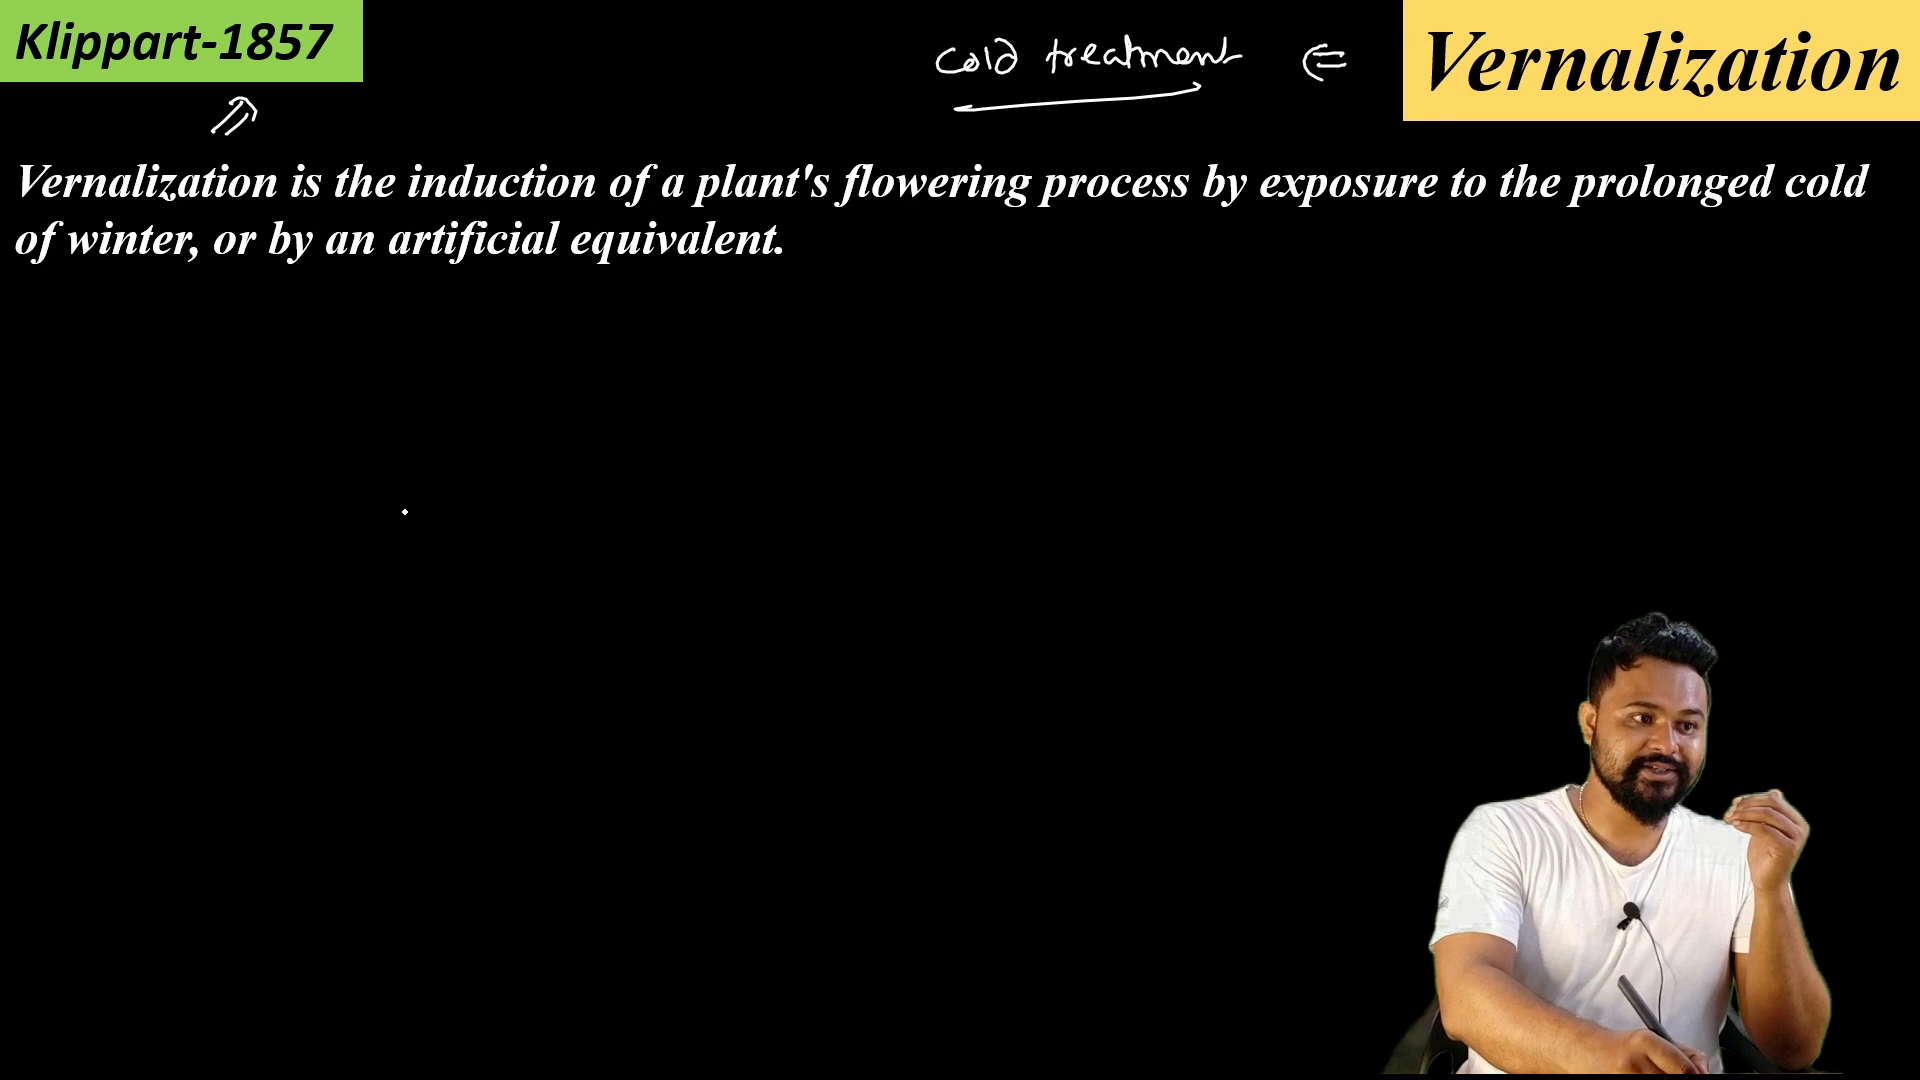 Klippart-1857
cold treatment
Vernalization
Vernalization is the induction of a plant's flowering process by exposure to the prolonged cold
of winter, or by an artificial equivalent.